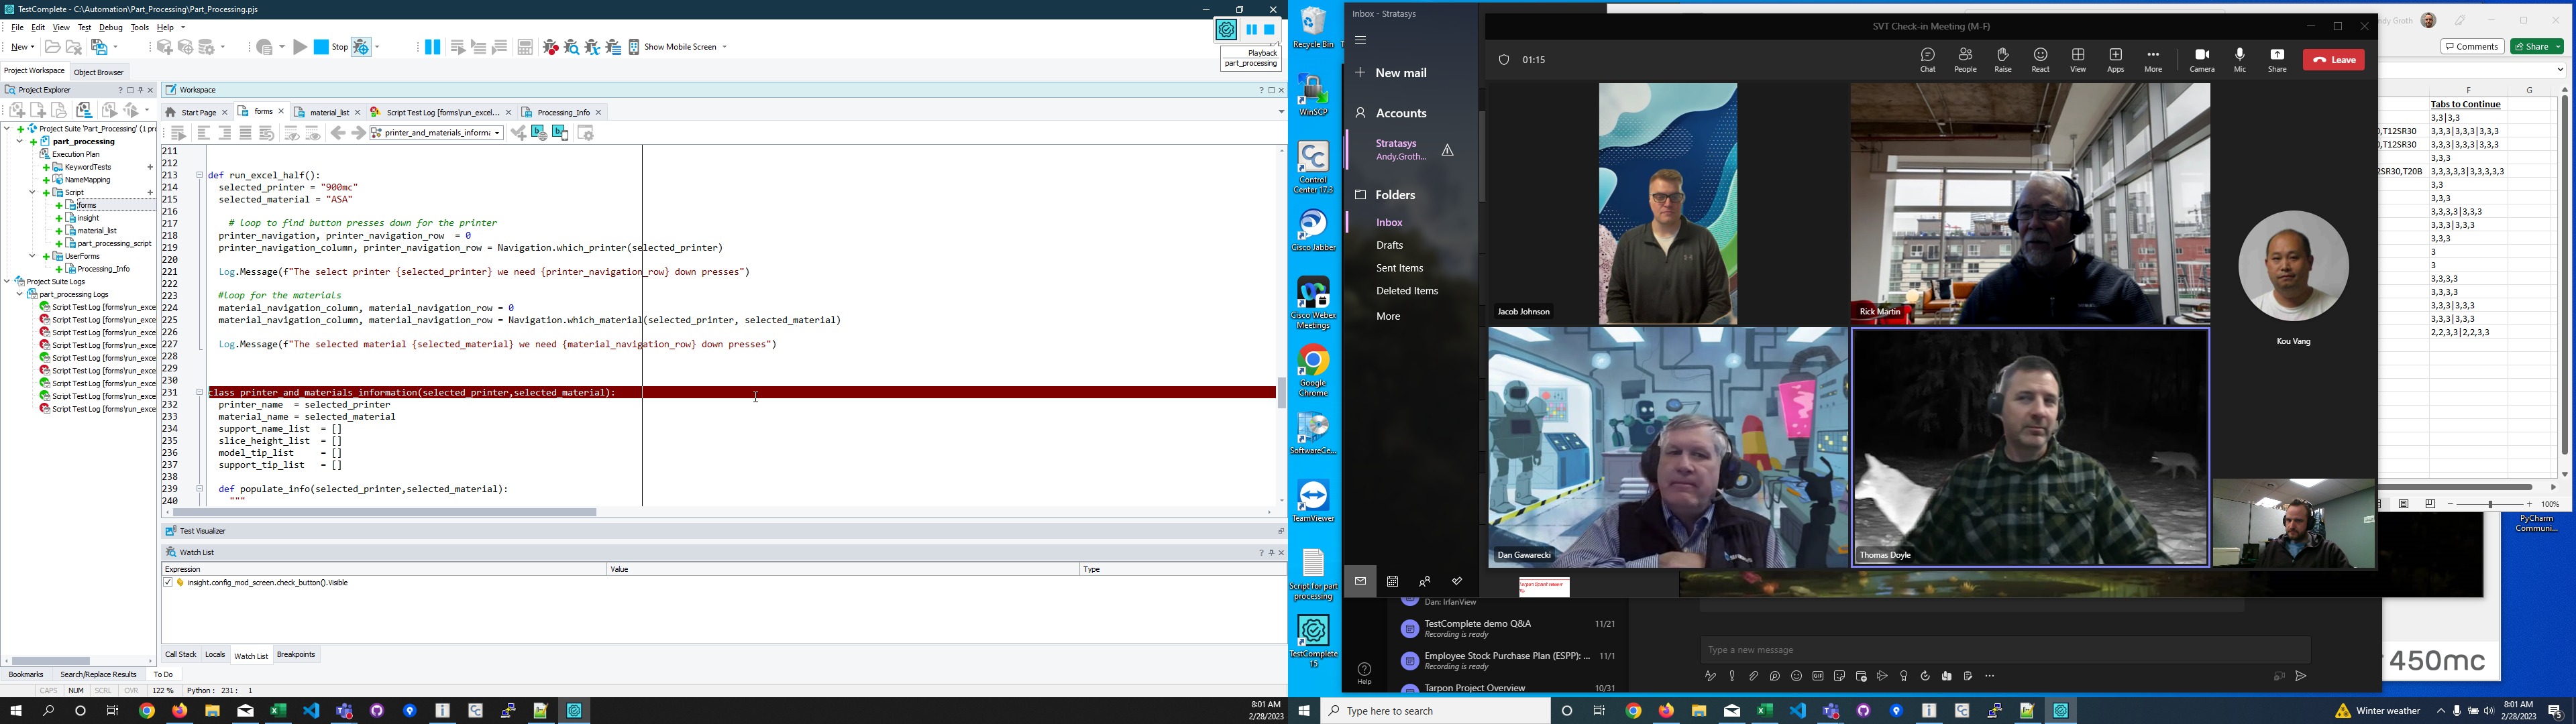 TestComplete - C:\Automation\Part_Processing\Part_Processing.pjs
File Edit View Test Debug Tools Help
New
Stop
Show Mobile Screen
Playback
part_processing
Project Workspace Object Browser
Project Explorer
Project Suite 'Part_Processing' (1 pr
part_processing
Execution Plan
KeywordTests
NameMapping
Script
forms
insight
material_list
part_processing_script
UserForms
Processing_Info
Project Suite Logs
part_processing Logs
Script Test Log [forms\run_exce
Script Test Log [forms\run_exce
Script Test Log [forms\run_exce
Script Test Log [forms\run_exce
Script Test Log [forms\run_exce
Script Test Log [forms\run_exce
Script Test Log [forms\run_exce
Script Test Log [forms\run_exce
Script Test Log [forms\run_exce
Bookmarks Search/Replace Results To Do
Workspace
Start Page forms material_list Script Test Log [forms\run_exce... Processing_Info
printer_and_materials_informa
211
212
213 def run_excel_half():
214 selected_printer = "900mc"
215 selected_material = "ASA"
216
217 # loop to find button presses down for the printer
218 printer_navigation, printer_navigation_row = 0
219 printer_navigation_column, printer_navigation_row = Navigation.which_printer(selected_printer)
220
221 Log.Message(f"The select printer {selected_printer} we need {printer_navigation_row} down presses")
222
223 #loop for the materials
224 material_navigation_column, material_navigation_row = 0
225 material_navigation_column, material_navigation_row = Navigation.which_material(selected_printer, selected_material)
226
227 Log.Message(f"The selected material {selected_material} we need {material_navigation_row} down presses")
228
229
230
231 class printer_and_materials_information(selected_printer,selected_material):
232 printer_name = selected_printer
233 material_name = selected_material
234 support_name_list = []
235 slice_height_list = []
236 model_tip_list = []
237 support_tip_list = []
238
239 def populate_info(selected_printer,selected_material):
240 """
Test Visualizer
Watch List
Expression Value Type
insight.config_mod_screen.check_button().Visible
Call Stack Locals Watch List Breakpoints
CAPS NUM SCRL OVR 122 % Python : 231: 1
8:01 AM
2/28/2023
Recycle Bin
WinSCP
Control
Center 17.3
Cisco Jabber
Cisco Webex
Meetings
Google
Chrome
SoftwareCe...
TeamViewer
Script for part
processing
TestComplete
15
Inbox - Stratasys
New mail
Accounts
Stratasys
Andy.Groth...
Folders
Inbox
Drafts
Sent Items
Deleted Items
More
SVT Check-in Meeting (M-F)
01:15
Chat People Raise React View Apps More Camera Mic Share Leave
Jacob Johnson
Rick Martin
Kou Vang
Dan Gawarecki
Thomas Doyle
Dan: IrfanView
TestComplete demo Q&A 11/21
Recording is ready
Employee Stock Purchase Plan (ESPP): ... 11/1
Recording is ready
Tarpon Project Overview 10/31
Help
Type a new message
ndy Groth
Comments Share
F G
Tabs to Continue
3,3|3,3
,T12SR30 3,3,3|3,3,3|3,3,3
,T12SR30 3,3,3|3,3,3|3,3,3
3,3,3
2SR30,T20B 3,3,3,3,3|3,3,3,3,3
3,3
3,3,3
3,3,3,3|3,3,3
3,3,3|3,3,3
3,3,3
3
3
3,3,3,3
3,3,3,3
3,3,3|3,3,3
3,3,3|3,3,3
2,2,3,3|2,2,3,3
100%
PyCharm
Communi...
450mc
Type here to search
Winter weather
8:01 AM
2/28/2023